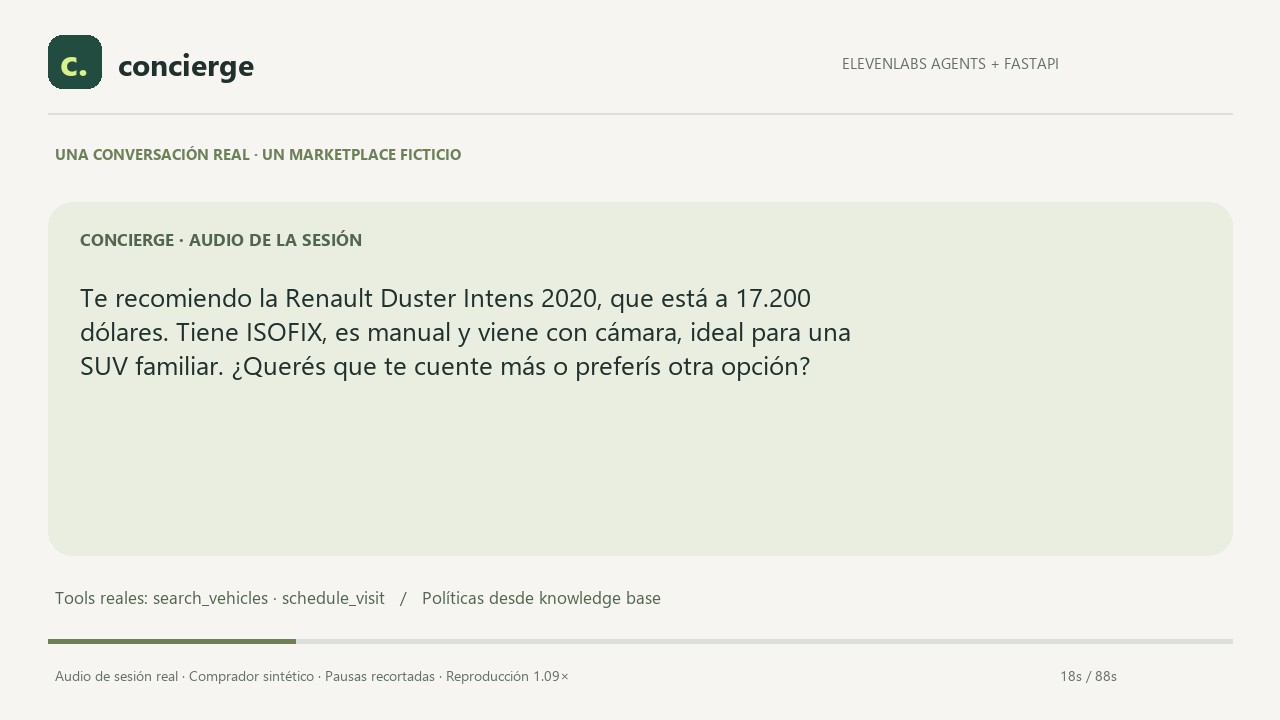 c.
concierge
ELEVENLABS AGENTS + FASTAPI
UNA CONVERSACIÓN REAL · UN MARKETPLACE FICTICIO
CONCIERGE · AUDIO DE LA SESIÓN
Te recomiendo la Renault Duster Intens 2020, que está a 17.200
dólares. Tiene ISOFIX, es manual y viene con cámara, ideal para una
SUV familiar. ¿Querés que te cuente más o preferís otra opción?
Tools reales: search_vehicles · schedule_visit / Políticas desde knowledge base
Audio de sesión real · Comprador sintético · Pausas recortadas · Reproducción 1.09×
18s / 88s